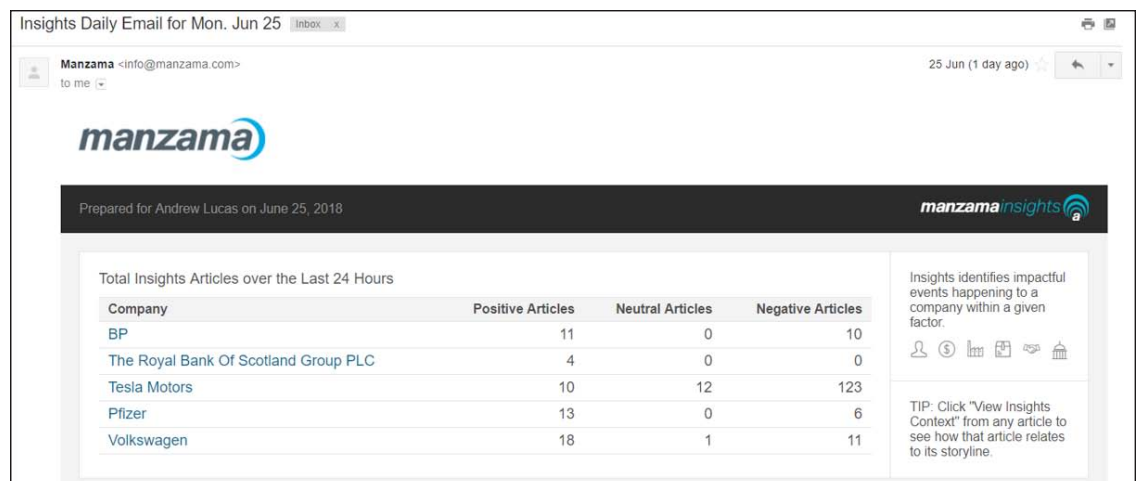 Insights Daily Email for Mon. Jun 25 Inbox x
Manzama <info@manzama.com> 25 Jun (1 day ago)
to me
manzama
Prepared for Andrew Lucas on June 25, 2018 manzamainsights a
Total Insights Articles over the Last 24 Hours
Company Positive Articles Neutral Articles Negative Articles
BP 11 0 10
The Royal Bank Of Scotland Group PLC 4 0 0
Tesla Motors 10 12 123
Pfizer 13 0 6
Volkswagen 18 1 11
Insights identifies impactful
events happening to a
company within a given
factor.
TIP: Click "View Insights
Context" from any article to
see how that article relates
to its storyline.